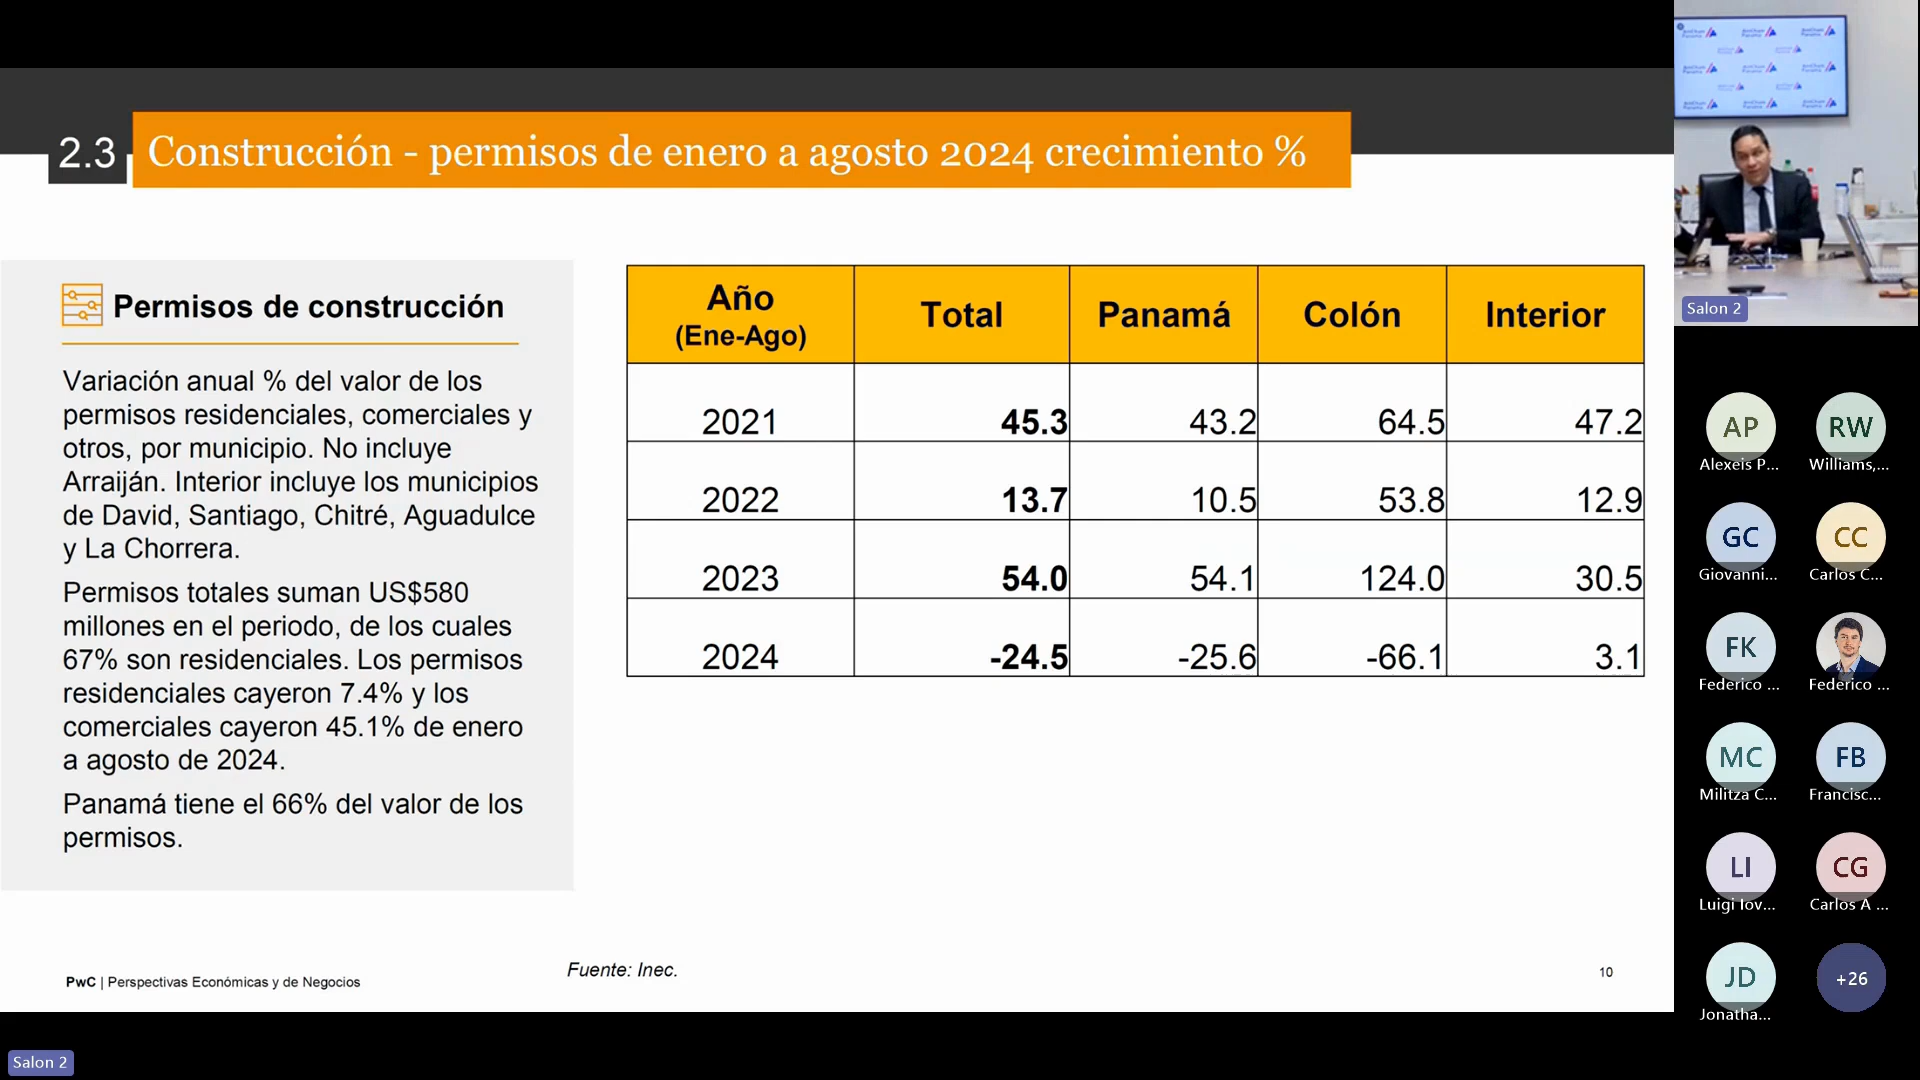 2.3 Construcción - permisos de enero a agosto 2024 crecimiento %
Permisos de construcción
Variación anual % del valor de los
permisos residenciales, comerciales y
otros, por municipio. No incluye
Arraiján. Interior incluye los municipios
de David, Santiago, Chitré, Aguadulce
y La Chorrera.
Permisos totales suman US$580
millones en el periodo, de los cuales
67% son residenciales. Los permisos
residenciales cayeron 7.4% y los
comerciales cayeron 45.1% de enero
a agosto de 2024.
Panamá tiene el 66% del valor de los
permisos.
Año (Ene-Ago) Total Panamá Colón Interior
2021 45.3 43.2 64.5 47.2
2022 13.7 10.5 53.8 12.9
2023 54.0 54.1 124.0 30.5
2024 -24.5 -25.6 -66.1 3.1
Fuente: Inec.
PwC | Perspectivas Económicas y de Negocios
10
Salon 2
AP RW
Alexeis P... Williams,...
GC CC
Giovanni... Carlos C...
FK
Federico ... Federico ...
MC FB
Militza C... Francisc...
LI CG
Luigi Iov... Carlos A ...
JD +26
Jonatha...
Salon 2